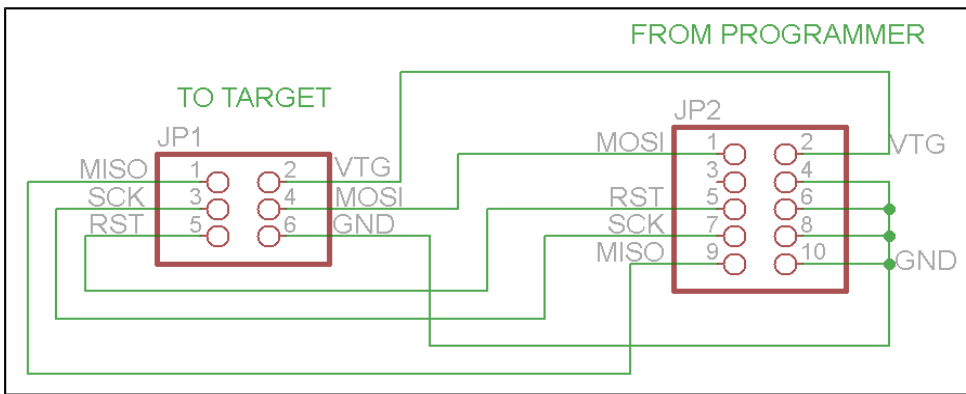 FROM PROGRAMMER
TO TARGET
JP1
MISO 1 2 VTG
SCK 3 4 MOSI
RST 5 6 GND
JP2
MOSI 1 2 VTG
3 4
RST 5 6
SCK 7 8
MISO 9 10 GND